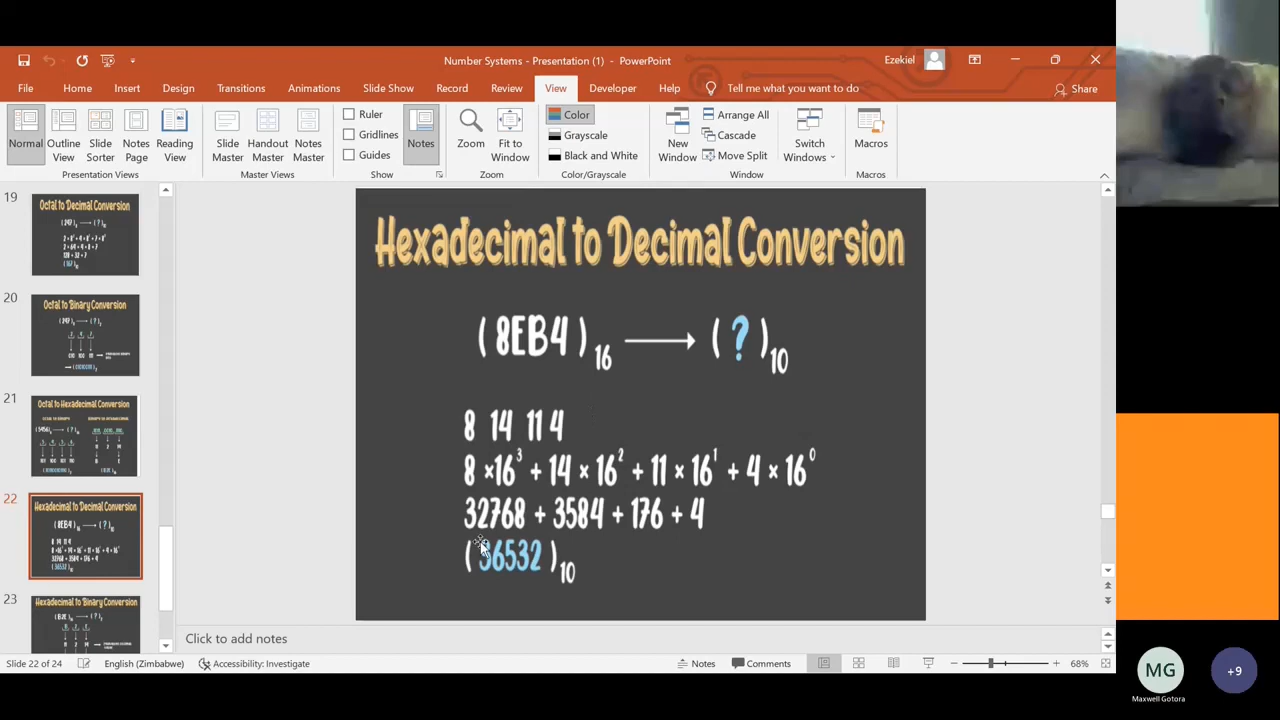 Number Systems - Presentation (1) - PowerPoint
Ezekiel
File Home Insert Design Transitions Animations Slide Show Record Review View Developer Help Tell me what you want to do Share
Normal
Outline View
Slide Sorter
Notes Page
Reading View
Presentation Views
Slide Master
Handout Master
Notes Master
Master Views
Ruler
Gridlines
Guides
Show
Notes
Zoom
Fit to Window
Zoom
Color
Grayscale
Black and White
Color/Grayscale
New Window
Arrange All
Cascade
Move Split
Switch Windows
Window
Macros
Macros
19
Octal to Decimal Conversion
20
Octal to Binary Conversion
21
Octal to Hexadecimal Conversion
22
Hexadecimal to Decimal Conversion
23
Hexadecimal to Binary Conversion
Hexadecimal to Decimal Conversion
( 8EB4 )16 → ( ? )10
8 14 11 4
8 ×16³ + 14 × 16² + 11 × 16¹ + 4 × 16⁰
32768 + 3584 + 176 + 4
( 36532 )10
Click to add notes
Slide 22 of 24 English (Zimbabwe) Accessibility: Investigate Notes Comments 68%
MG
Maxwell Gotora
+9